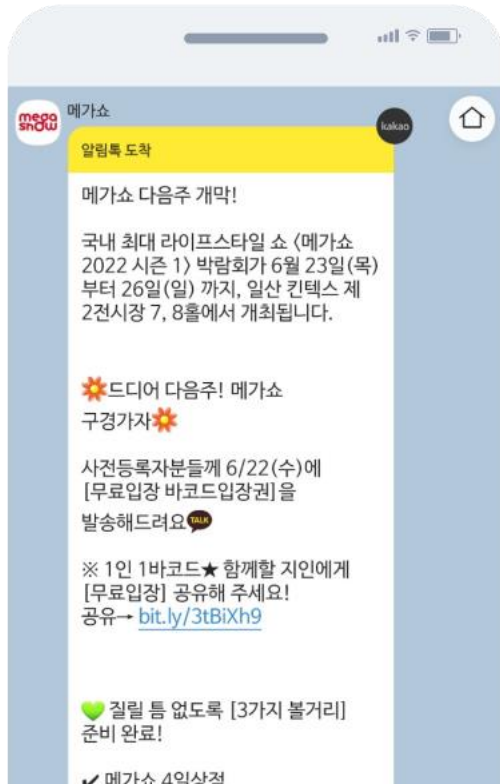 mega
show
메가쇼
kakao
알림톡 도착
메가쇼 다음주 개막!
국내 최대 라이프스타일 쇼 <메가쇼
2022 시즌 1> 박람회가 6월 23일(목)
부터 26일(일) 까지, 일산 킨텍스 제
2전시장 7, 8홀에서 개최됩니다.
💥드디어 다음주! 메가쇼
구경가자💥
사전등록자분들께 6/22(수)에
[무료입장 바코드입장권]을
발송해드려요 TALK
※ 1인 1바코드★ 함께할 지인에게
[무료입장] 공유해 주세요!
공유→ bit.ly/3tBiXh9
💚 질릴 틈 없도록 [3가지 볼거리]
준비 완료!
✔ 메가쇼 4일상점